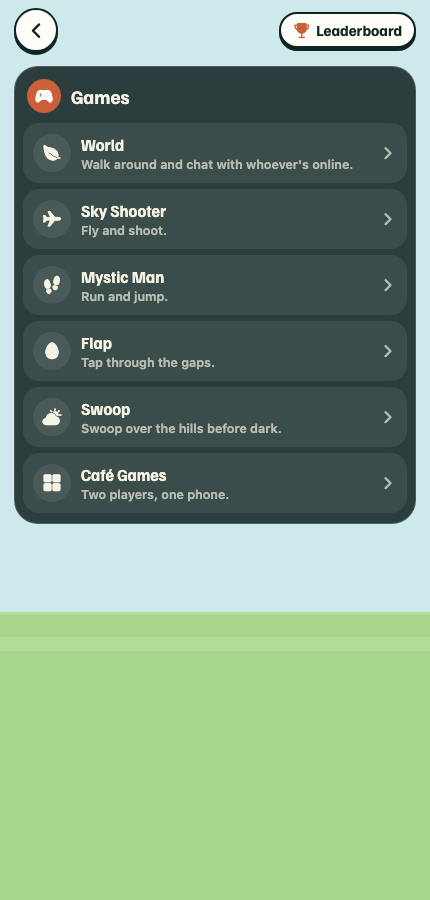 Leaderboard
Games
World
Walk around and chat with whoever's online.
Sky Shooter
Fly and shoot.
Mystic Man
Run and jump.
Flap
Tap through the gaps.
Swoop
Swoop over the hills before dark.
Café Games
Two players, one phone.